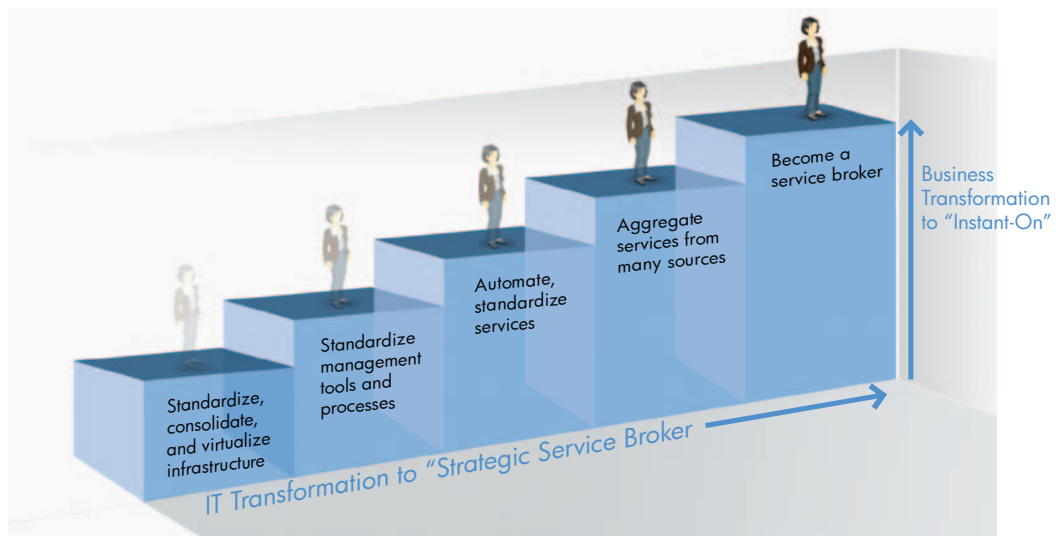 Standardize,
consolidate,
and virtualize
infrastructure
Standardize
management
tools and
processes
Automate,
standardize
services
Aggregate
services from
many sources
Become a
service broker
Business
Transformation
to “Instant-On”
IT Transformation to “Strategic Service Broker